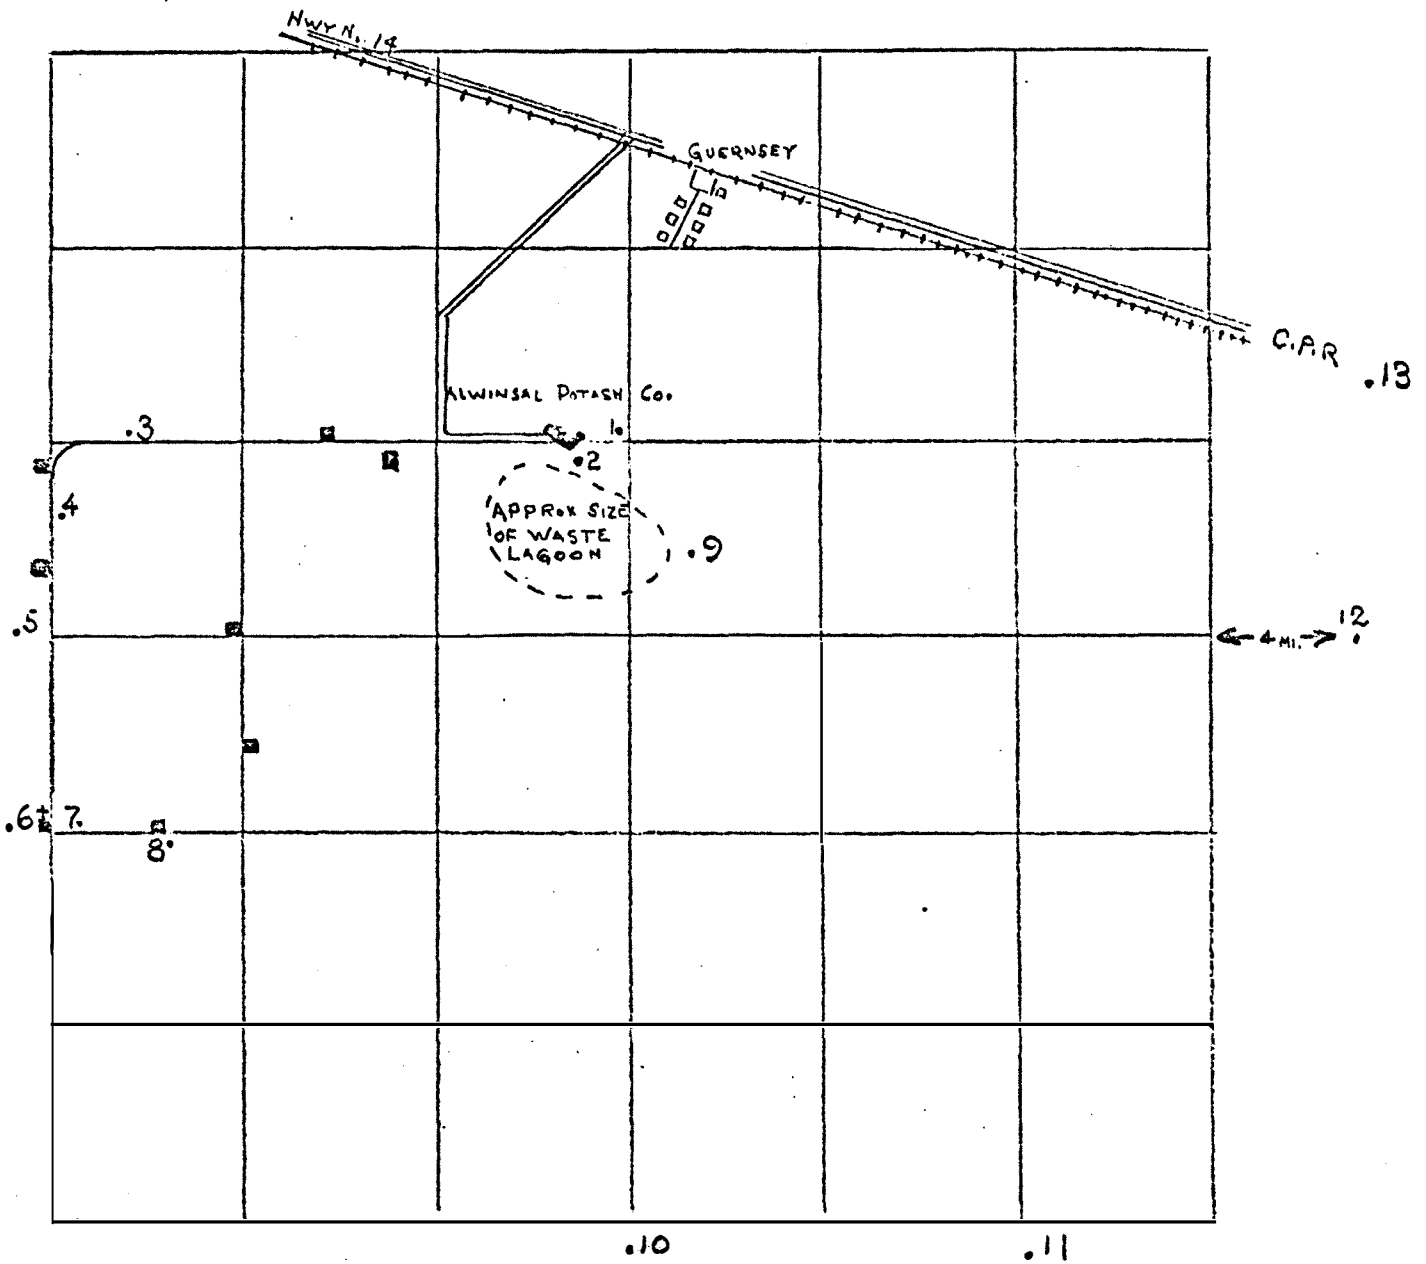 HWY No. 14
GUERNSEY
C.P.R
.13
ALWINSAL POTASH CO.
.3
1.
.2
.4
APPROX SIZE
OF WASTE
LAGOON
.9
.5
4 MI.
12
.6
7.
8.
.10
.11